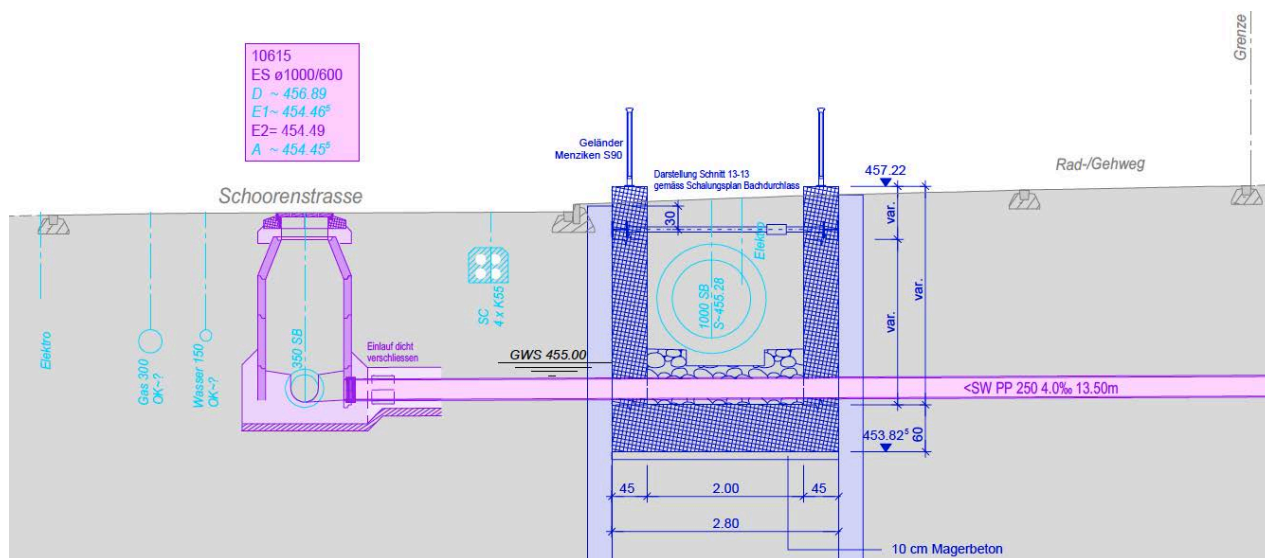 10615
ES ø1000/600
D ~ 456.89
E1~ 454.46⁵
E2= 454.49
A ~ 454.45⁵
Grenze
Geländer
Menziken S90
Darstellung Schnitt 13-13
gemäss Schalungsplan Bachdurchlass
457.22
Rad-/Gehweg
Schoorenstrasse
30
var.
var.
var.
Elektro
1000 SB
S~455.28
SC
4 x K55
Elektro
Gas 300
OK~?
Wasser 150
OK~?
350 SB
Einlauf dicht
verschliessen
GWS 455.00
<SW PP 250 4.0‰ 13.50m
453.82⁵
60
45
2.00
45
2.80
10 cm Magerbeton